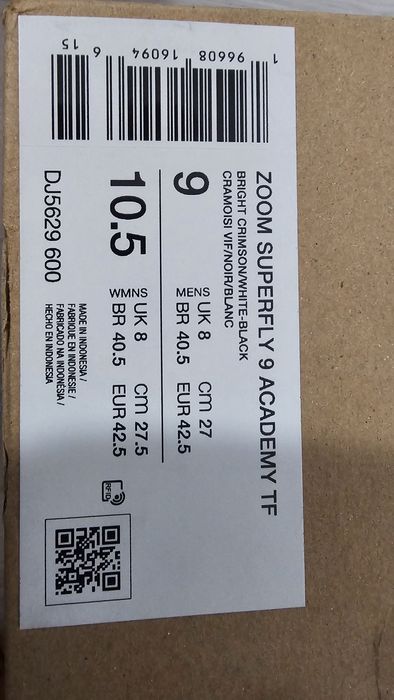 ZOOM SUPERFLY 9 ACADEMY TF
BRIGHT CRIMSON/WHITE-BLACK
CRAMOISI VIF/NOIR/BLANC
9 MENS UK 8 CM 27
BR 40.5 EUR 42.5
10.5 WMNS UK 8 CM 27.5
BR 40.5 EUR 42.5
DJ5629 600
MADE IN INDONESIA /
FABRIQUE EN INDONESIE /
FABRICADO NA INDONÉSIA /
HECHO EN INDONESIA
RFID
1 96608 16094 6 15